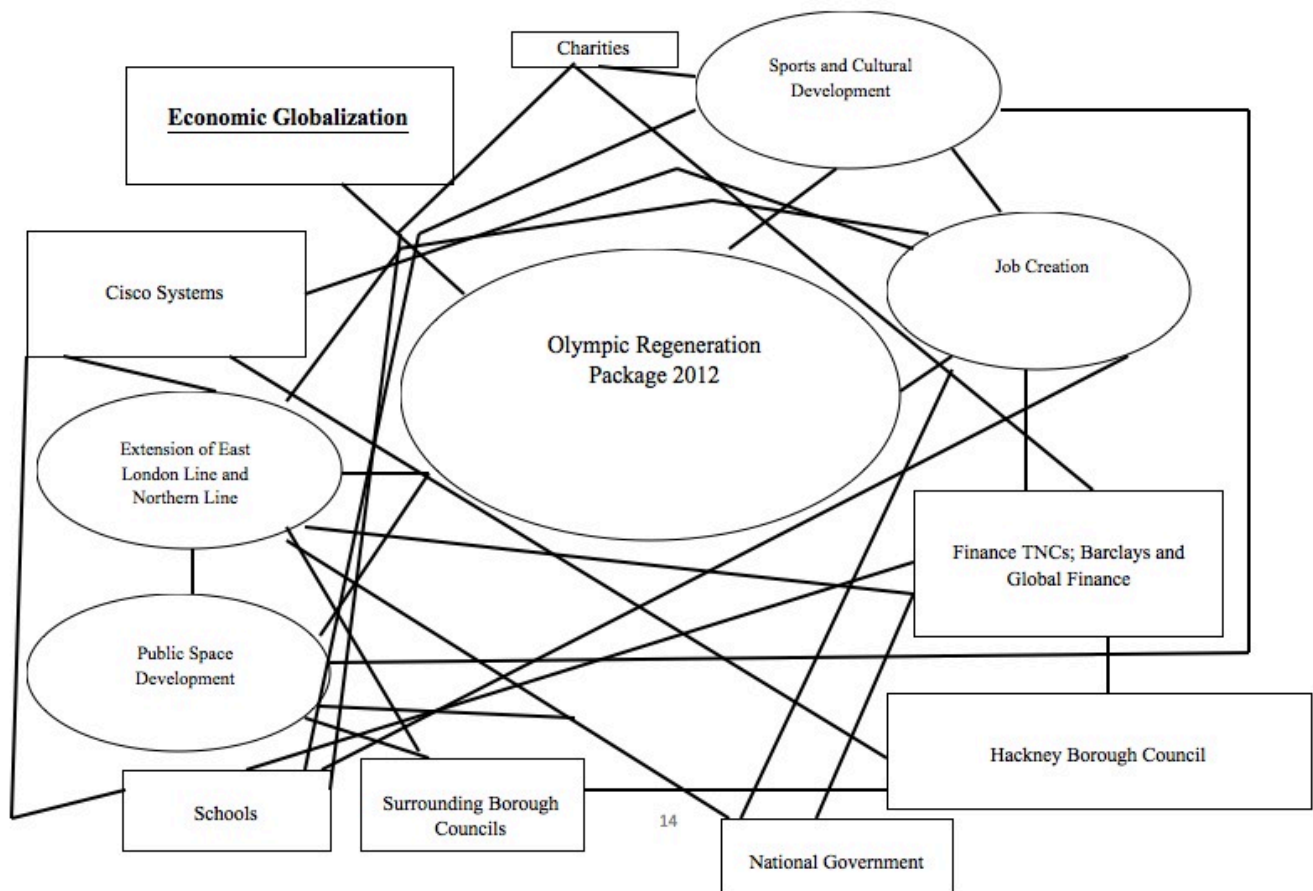 Charities
Sports and Cultural
Development
Economic Globalization
Job Creation
Cisco Systems
Olympic Regeneration
Package 2012
Extension of East
London Line and
Northern Line
Finance TNCs; Barclays and
Global Finance
Public Space
Development
Hackney Borough Council
Schools
Surrounding Borough
Councils
14
National Government